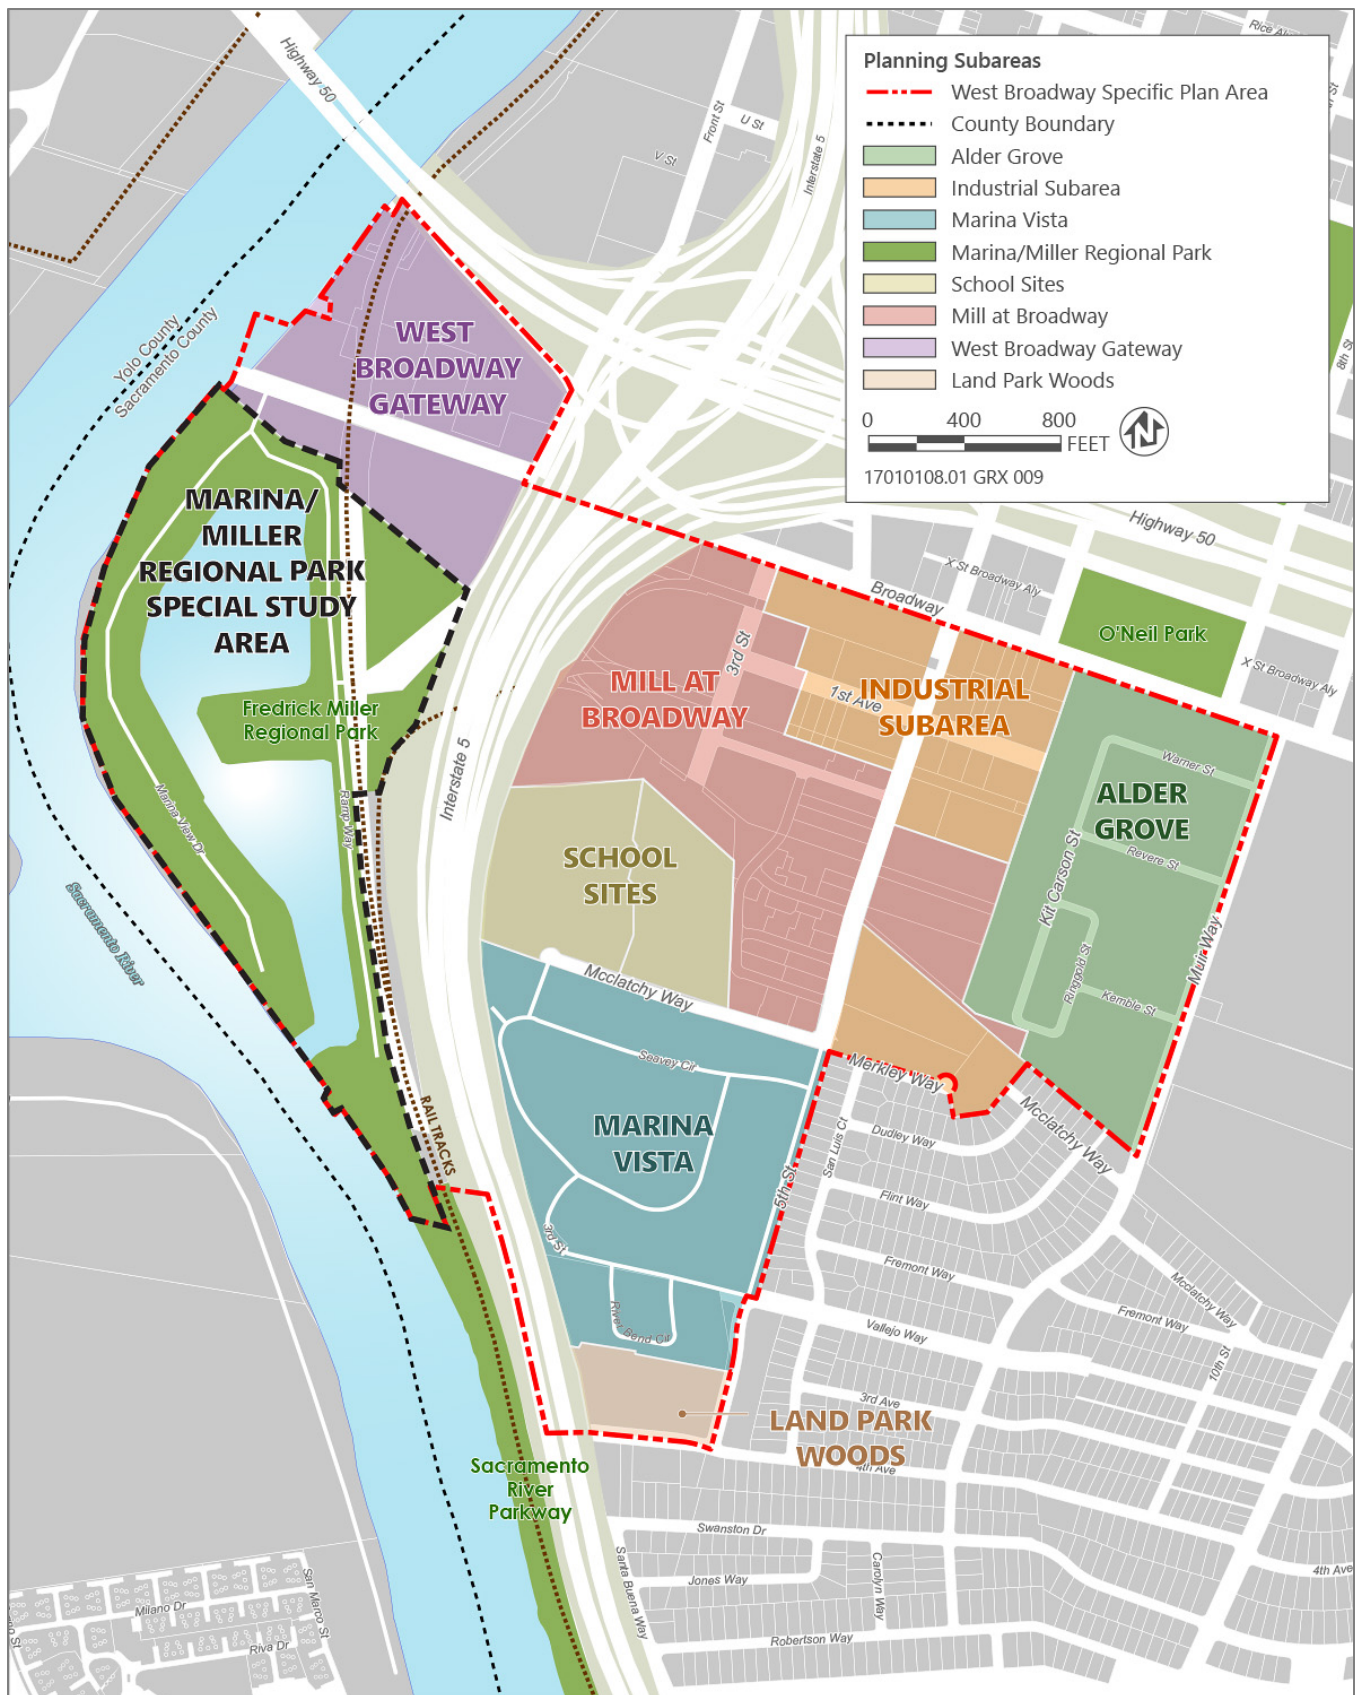 Planning Subareas
West Broadway Specific Plan Area
County Boundary
Alder Grove
Industrial Subarea
Marina Vista
Marina/Miller Regional Park
School Sites
Mill at Broadway
West Broadway Gateway
Land Park Woods
0 400 800
FEET
N
17010108.01 GRX 009
Highway 50
Front St
U St
V St
Interstate 5
8th St
Yolo County
Sacramento County
WEST
BROADWAY
GATEWAY
MARINA/
MILLER
REGIONAL PARK
SPECIAL STUDY
AREA
Fredrick Miller
Regional Park
Marina View Dr
Ramp Way
Interstate 5
Sacramento River
RAIL TRACKS
Highway 50
X St Broadway Aly
Broadway
O'Neil Park
X St Broadway Aly
3rd St
MILL AT
BROADWAY
1st Ave
INDUSTRIAL
SUBAREA
Warner St
ALDER
GROVE
Revere St
Kit Carson St
Ringgold St
Kemble St
Muir Way
SCHOOL
SITES
Mcclatchy Way
Seavey Cir
MARINA
VISTA
3rd St
River Bend Cir
5th St
Merkley Way
Mcclatchy Way
San Luis Ct
Dudley Way
Flint Way
Fremont Way
Vallejo Way
Mcclatchy Way
Fremont Way
10th St
3rd Ave
LAND PARK
WOODS
4th Ave
Sacramento
River
Parkway
Swanston Dr
Jones Way
Carolyn Way
Santa Buena Way
Robertson Way
4th Ave
Milano Dr
San Marco St
Riva Dr